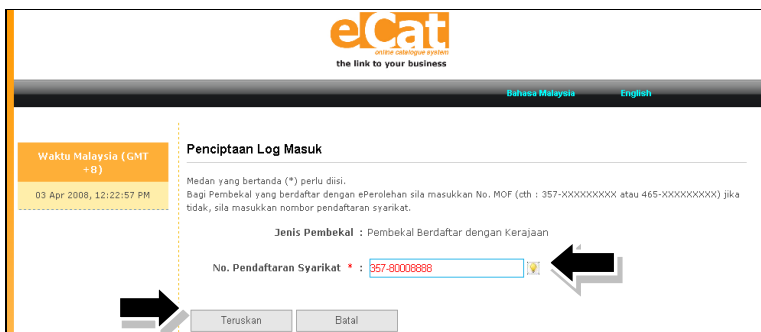 eCat
online catalogue system
the link to your business
Bahasa Malaysia English
Waktu Malaysia (GMT
+8)
03 Apr 2008, 12:22:57 PM
Penciptaan Log Masuk
Medan yang bertanda (*) perlu diisi.
Bagi Pembekal yang berdaftar dengan ePerolehan sila masukkan No. MOF (cth : 357-XXXXXXXXX atau 465-XXXXXXXXX) jika
tidak, sila masukkan nombor pendaftaran syarikat.
Jenis Pembekal : Pembekal Berdaftar dengan Kerajaan
No. Pendaftaran Syarikat * : 357-80008888
Teruskan Batal